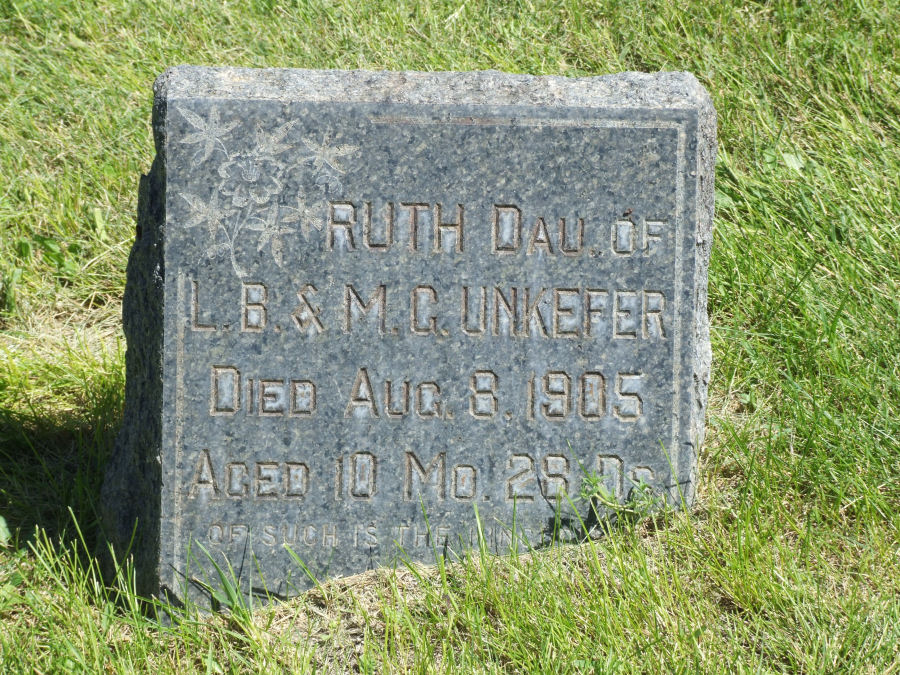 RUTH DAU. OF
L. B. & M. C. UNKEFER
DIED AUG. 8. 1905
AGED 10 MO. 28 DS
OF SUCH IS THE